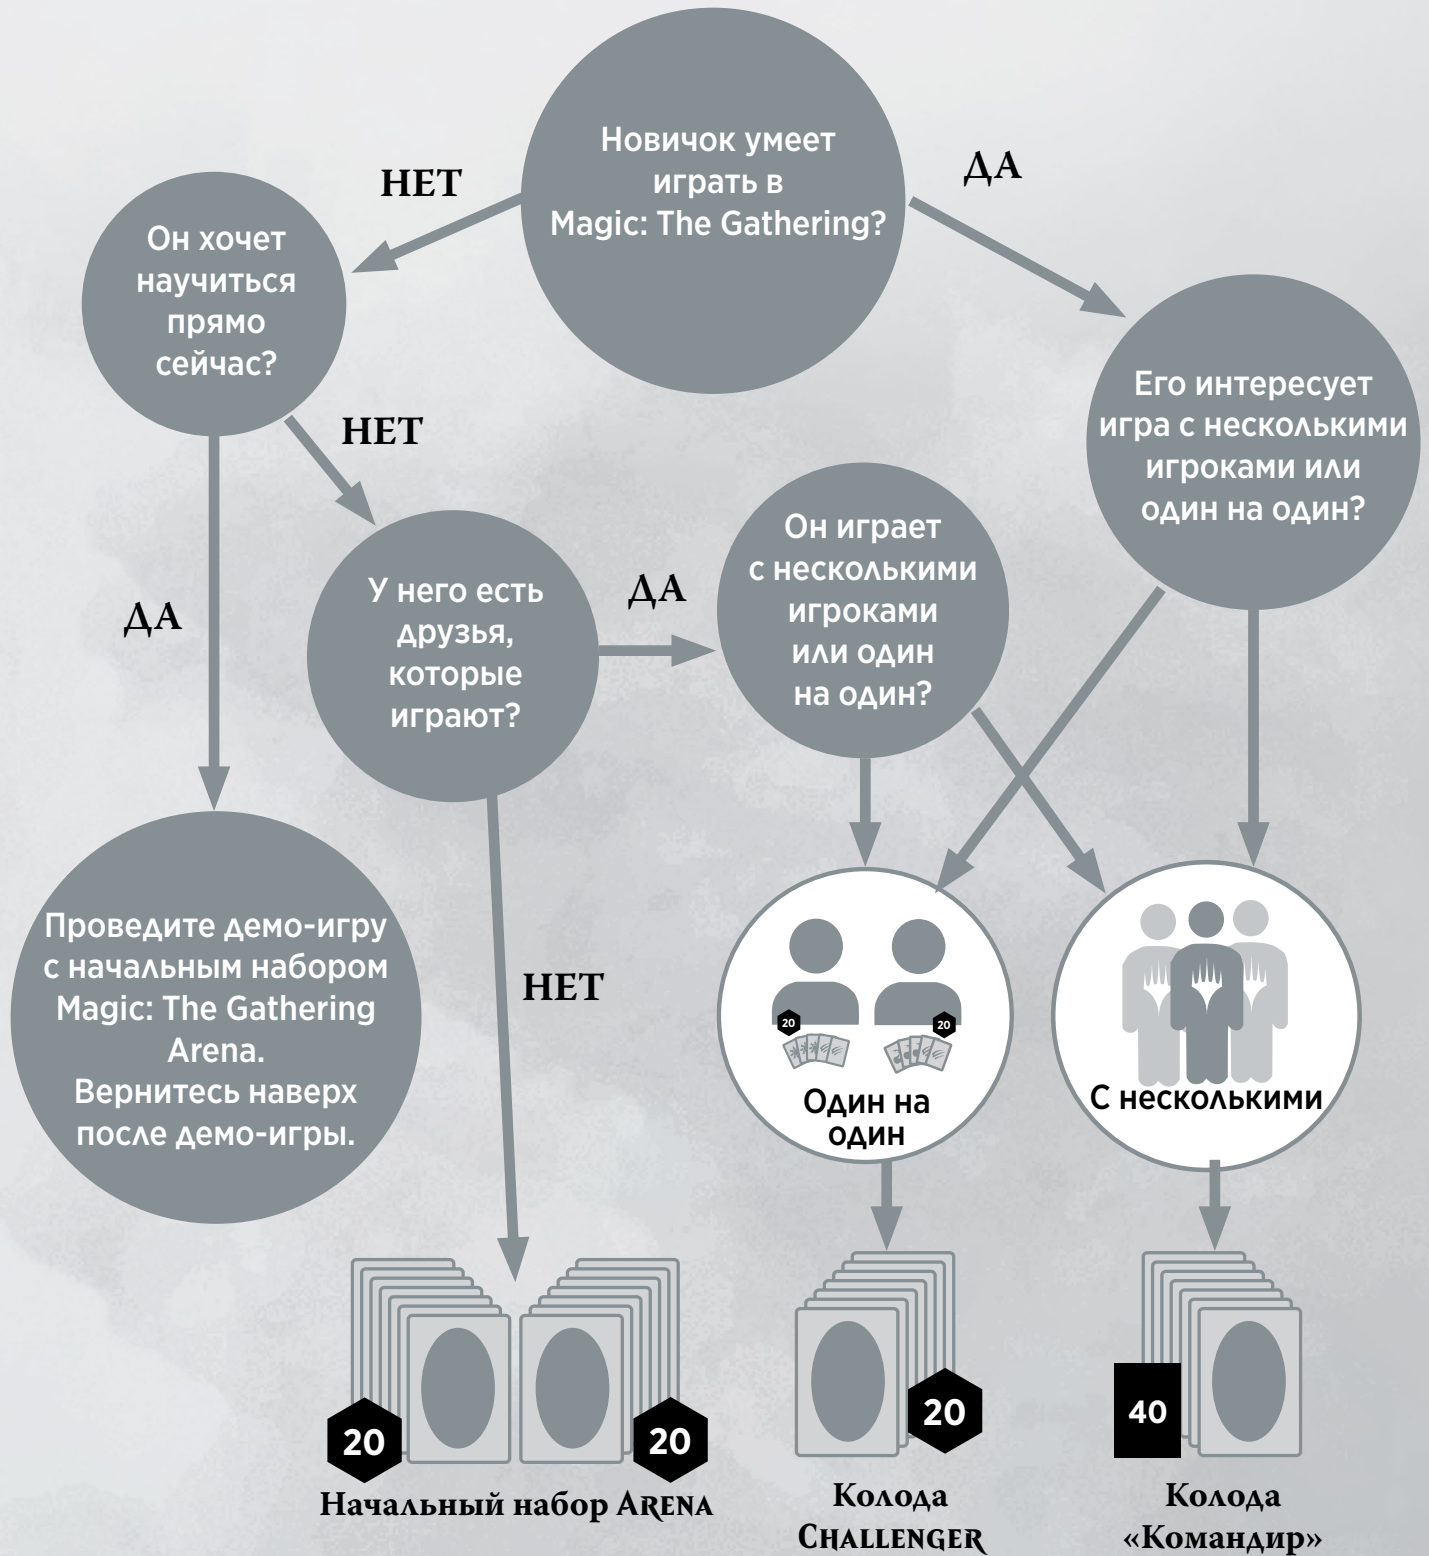 Новичок умеет
играть в
Magic: The Gathering?
НЕТ
ДА
Он хочет
научиться
прямо
сейчас?
Его интересует
игра с несколькими
игроками или
один на один?
НЕТ
ДА
У него есть
друзья,
которые
играют?
ДА
Он играет
с несколькими
игроками
или один
на один?
Проведите демо-игру
с начальным набором
Magic: The Gathering
Arena.
Вернитесь наверх
после демо-игры.
НЕТ
20
20
Один на
один
С несколькими
20
20
Начальный набор ARENA
20
Колода
CHALLENGER
40
Колода
«Командир»